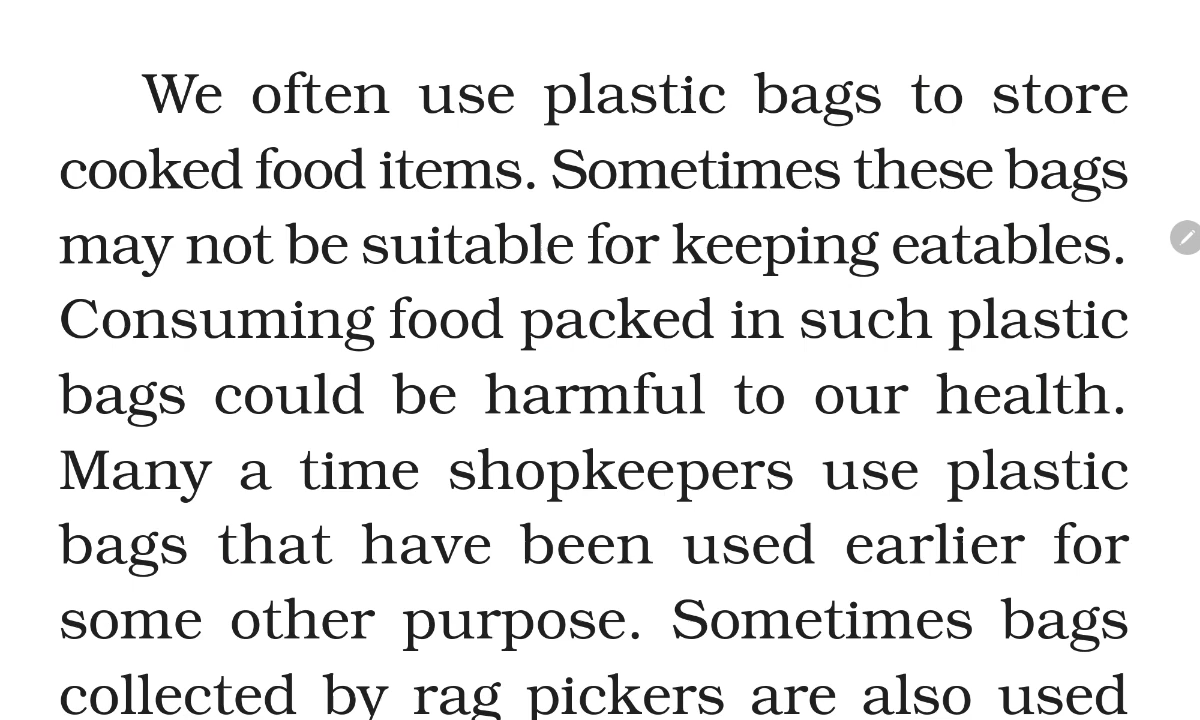 We often use plastic bags to store
cooked food items. Sometimes these bags
may not be suitable for keeping eatables.
Consuming food packed in such plastic
bags could be harmful to our health.
Many a time shopkeepers use plastic
bags that have been used earlier for
some other purpose. Sometimes bags
collected by rag pickers are also used